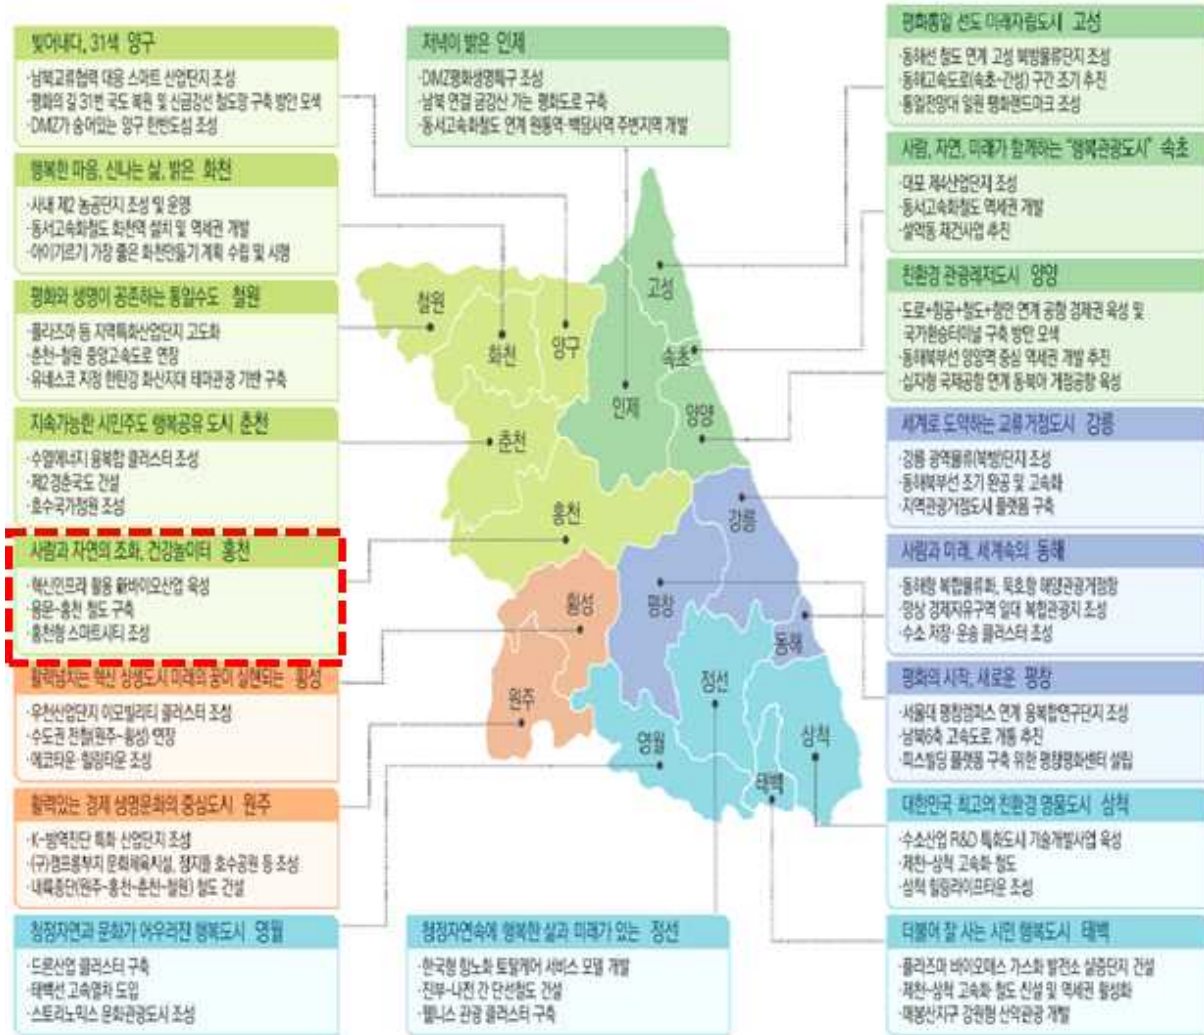 빚어내다, 31색 양구
·남북교류협력 대응 스마트 산업단지 조성
·평화의 길 31번 국도 복원 및 신금강선 철도망 구축 방안 모색
·DMZ가 숨어있는 양구 한반도섬 조성
행복한 마음, 신나는 삶, 밝은 화천
·사내 제2 농공단지 조성 및 운영
·동서고속화철도 화천역 설치 및 역세권 개발
·아이기르기 가장 좋은 화천만들기 계획 수립 및 시행
평화와 생명이 공존하는 통일수도 철원
·플라즈마 등 지역특화산업단지 고도화
·춘천~철원 중앙고속도로 연장
·유네스코 지정 한탄강 화산지대 테마관광 기반 구축
지속가능한 시민주도 행복공유 도시 춘천
·수열에너지 융복합 클러스터 조성
·제2경춘국도 건설
·호수국가정원 조성
사람과 자연의 조화, 건강놀이터 홍천
·혁신인프라 활용 新바이오산업 육성
·용문~홍천 철도 구축
·홍천형 스마트시티 조성
활력넘치는 혁신 상생도시 미래의 꿈이 실현되는 횡성
·우천산업단지 이모빌리티 클러스터 조성
·수도권 전철(원주~횡성) 연장
·에코타운·힐링타운 조성
활력있는 경제 생명문화의 중심도시 원주
·K-방역진단 특화 산업단지 조성
·(구)캠프롱부지 문화체육시설, 점지뜰 호수공원 등 조성
·내륙종단(원주~홍천~춘천~철원) 철도 건설
청정자연과 문화가 어우러진 행복도시 영월
·드론산업 클러스터 구축
·태백선 고속열차 도입
·스토리노믹스 문화관광도시 조성
저녁이 밝은 인제
·DMZ평화생명특구 조성
·남북 연결 금강산 가는 평화도로 구축
·동서고속화철도 연계 원통역·백담사역 주변지역 개발
철원
화천
양구
고성
속초
인제
양양
춘천
홍천
강릉
횡성
평창
동해
원주
정선
영월
삼척
태백
청정자연속에 행복한 삶과 미래가 있는 정선
·한국형 항노화 토탈케어 서비스 모델 개발
·진부~나전 간 단선철도 건설
·웰니스 관광 클러스터 구축
평화통일 선도 미래자립도시 고성
·동해선 철도 연계 고성 북방물류단지 조성
·동해고속도로(속초~간성) 구간 조기 추진
·통일전망대 일원 평화랜드마크 조성
사람, 자연, 미래가 함께하는 “행복관광도시” 속초
·대포 제4산업단지 조성
·동서고속화철도 역세권 개발
·설악동 재건사업 추진
친환경 관광레저도시 양양
·도로+항공+철도+항만 연계 공항 경제권 육성 및
국가환승터미널 구축 방안 모색
·동해북부선 양양역 중심 역세권 개발 추진
·십자형 국제공항 연계 동북아 거점공항 육성
세계로 도약하는 교류거점도시 강릉
·강릉 광역물류(북방)단지 조성
·동해북부선 조기 완공 및 고속화
·지역관광거점도시 플랫폼 구축
사람과 미래, 세계속의 동해
·동해항 복합물류화, 묵호항 해양관광거점항
·망상 경제자유구역 일대 복합관광지 조성
·수소 저장·운송 클러스터 조성
평화의 시작, 새로운 평창
·서울대 평창캠퍼스 연계 융복합연구단지 조성
·남북6축 고속도로 개통 추진
·피스빌딩 플랫폼 구축 위한 평창평화센터 설립
대한민국 최고의 친환경 명품도시 삼척
·수소산업 R&D 특화도시 기술개발사업 육성
·제천~삼척 고속화 철도
·삼척 힐링라이프타운 조성
더불어 잘 사는 시민 행복도시 태백
·플라즈마 바이오매스 가스화 발전소 실증단지 건설
·제천~삼척 고속화 철도 신설 및 역세권 활성화
·매봉산지구 강원형 산악관광 개발